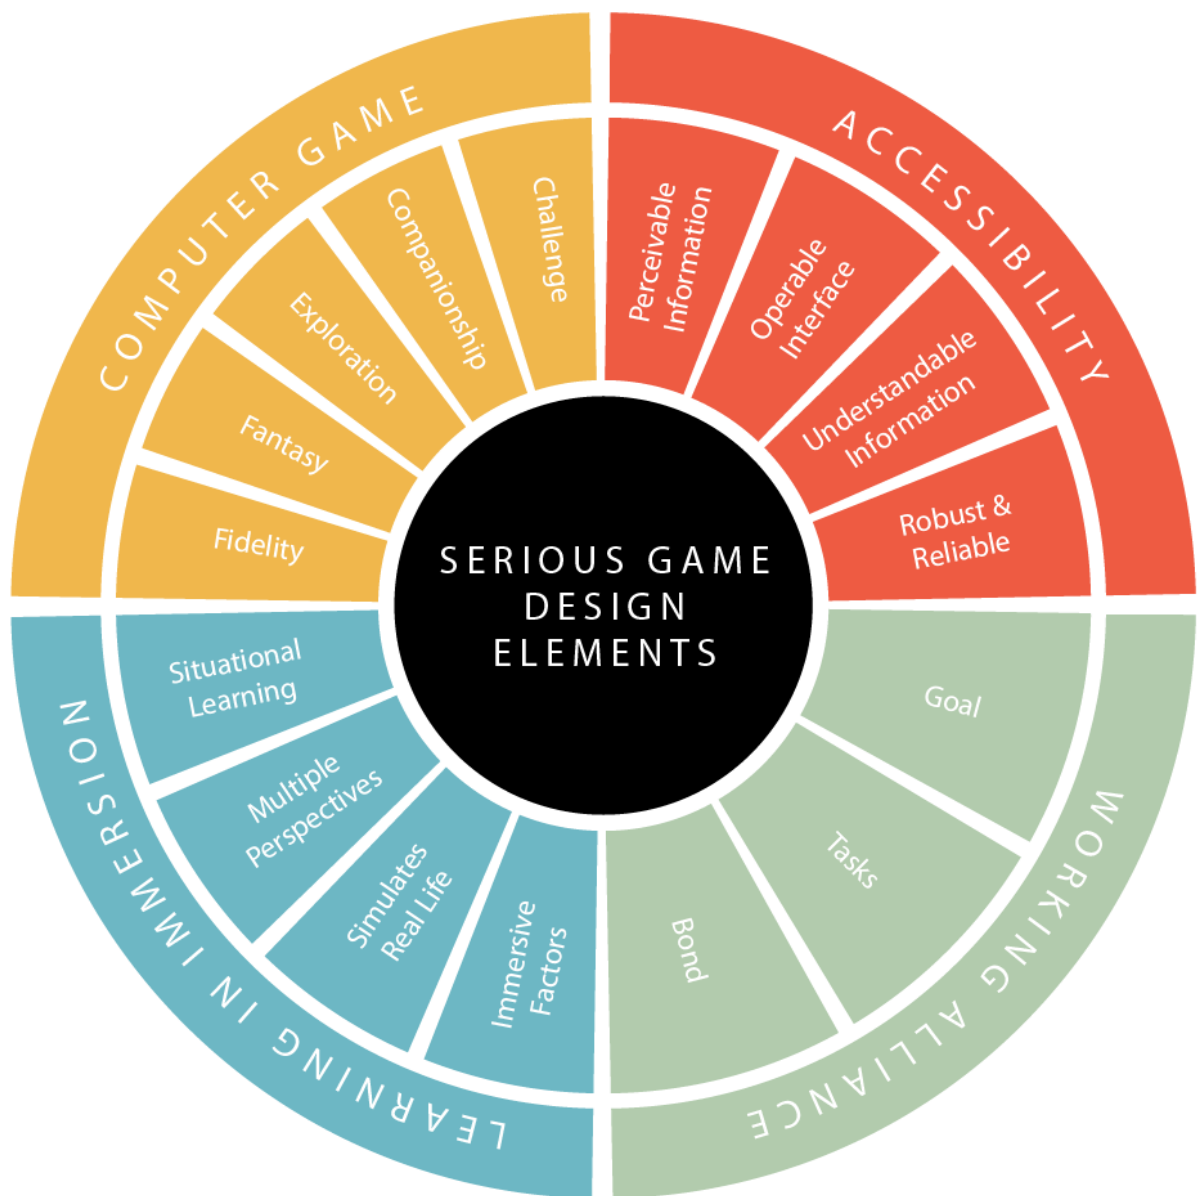 SERIOUS GAME
DESIGN
ELEMENTS
COMPUTER GAME
Fidelity
Fantasy
Exploration
Companionship
Challenge
ACCESSIBILITY
Perceivable
Information
Operable
Interface
Understandable
Information
Robust &
Reliable
WORKING ALLIANCE
Goal
Tasks
Bond
LEARNING IN IMMERSION
Immersive
Factors
Simulates
Real Life
Multiple
Perspectives
Situational
Learning